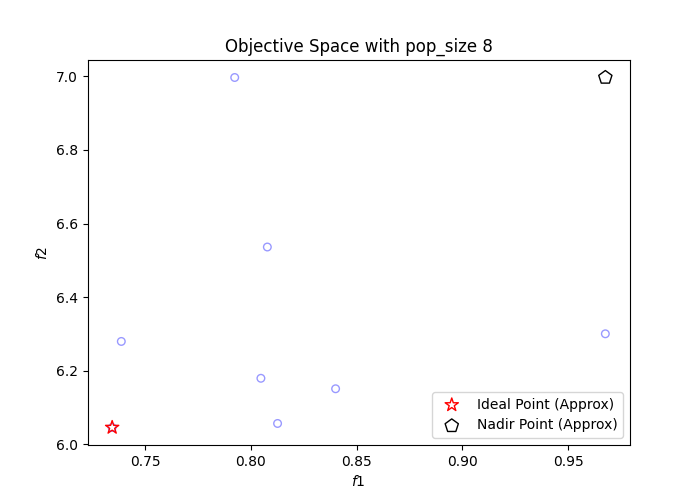 Objective Space with pop_size 8
7.0
6.8
6.6
6.4
6.2
6.0
f2
0.75 0.80 0.85 0.90 0.95
f1
Ideal Point (Approx)
Nadir Point (Approx)